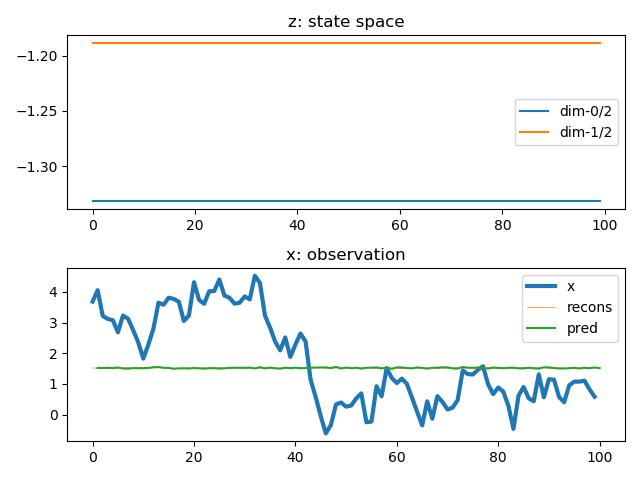 z: state space
−1.20
−1.25
−1.30
dim-0/2
dim-1/2
0 20 40 60 80 100
x: observation
4
3
2
1
0
x
recons
pred
0 20 40 60 80 100